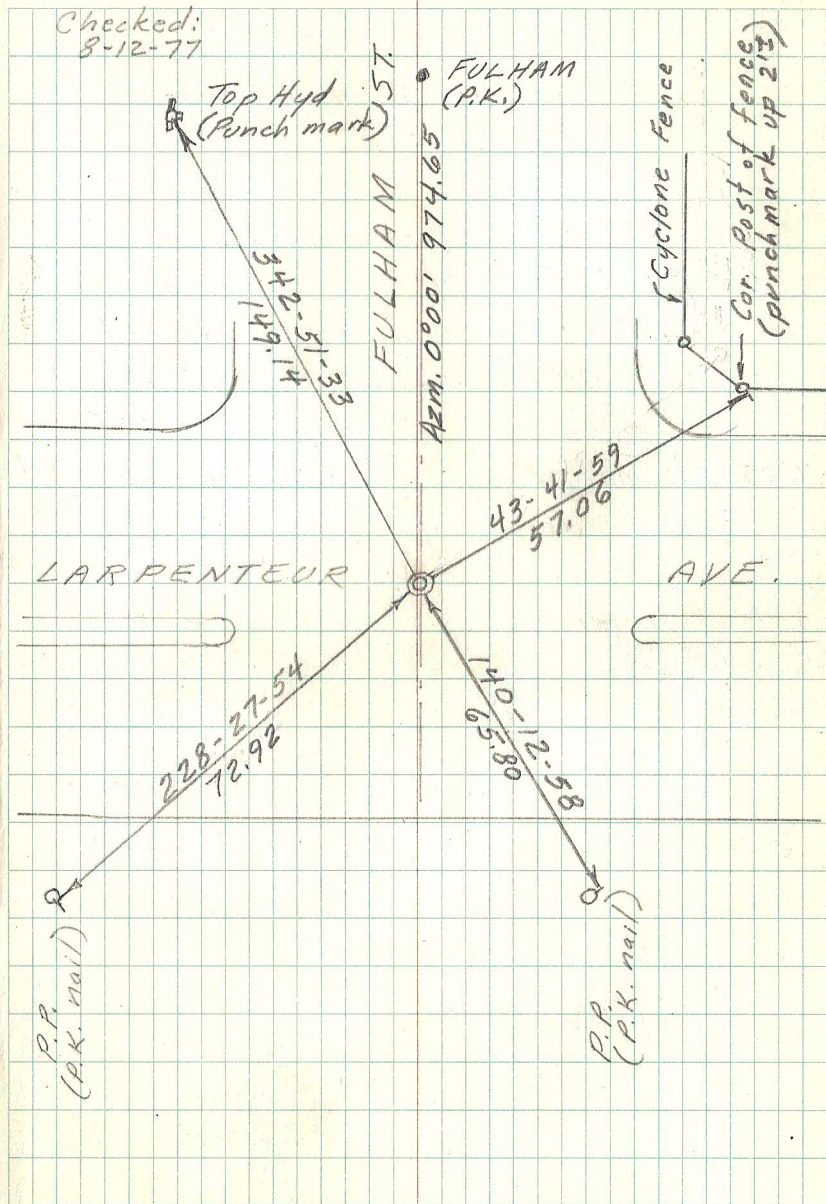 Checked:
8-12-77
Top Hyd
(Punch mark)
FULHAM ST.
FULHAM
(P.K.)
Azm. 0°00' 974.65
Cyclone Fence
Cor. Post of fence
(punchmark up 2'±)
342-51-33
149.14
43-41-59
57.06
LARPENTEUR AVE.
228-27-54
72.92
140-12-58
65.80
P.P.
(P.K. nail)
P.P.
(P.K. nail)